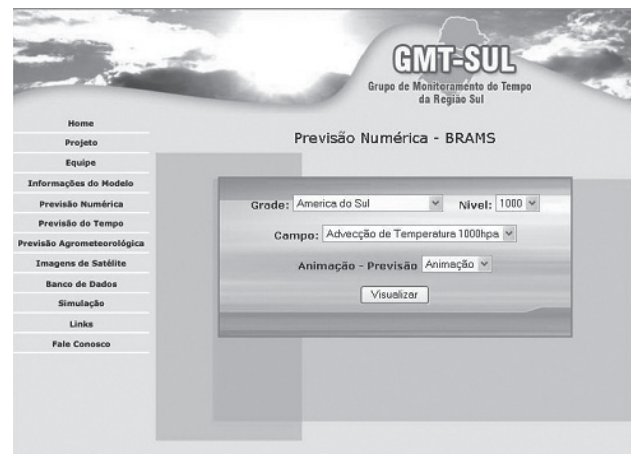 GMT-SUL
Grupo de Monitoramento do Tempo
da Região Sul
Home
Projeto
Equipe
Informações do Modelo
Previsão Numérica
Previsão do Tempo
Previsão Agrometeorológica
Imagens de Satélite
Banco de Dados
Simulação
Links
Fale Conosco
Previsão Numérica - BRAMS
Grade: America do Sul Nivel: 1000
Campo: Advecção de Temperatura 1000hpa
Animação - Previsão Animação
Visualizar